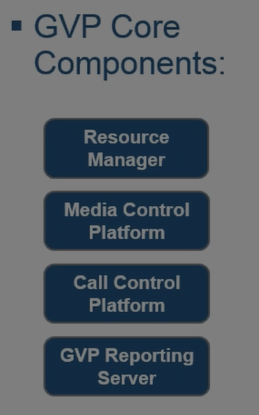 ▪ GVP Core
Components:
Resource
Manager
Media Control
Platform
Call Control
Platform
GVP Reporting
Server